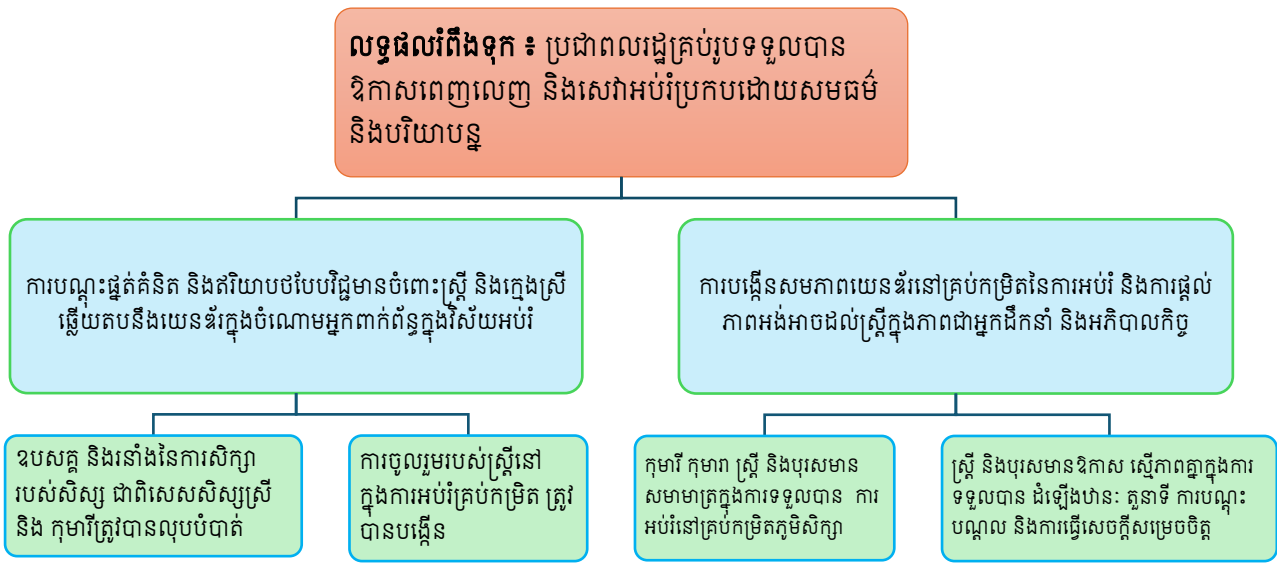 លទ្ធផលរំពឹងទុក ៖ ប្រជាពលរដ្ឋគ្រប់រូបទទួលបាន
ឱកាសពេញលេញ និងសេវាអប់រំប្រកបដោយសមធម៌
និងបរិយាបន្ន
ការបណ្តុះផ្នត់គំនិត និងឥរិយាបថបែបវិជ្ជមានចំពោះស្ត្រី និងក្មេងស្រី
ឆ្លើយតបនឹងយេនឌ័រក្នុងចំណោមអ្នកពាក់ព័ន្ធក្នុងវិស័យអប់រំ
ការបង្កើនសមភាពយេនឌ័រនៅគ្រប់កម្រិតនៃការអប់រំ និងការផ្តល់
ភាពអង់អាចដល់ស្ត្រីក្នុងភាពជាអ្នកដឹកនាំ និងអភិបាលកិច្ច
ឧបសគ្គ និងរនាំងនៃការសិក្សា
របស់សិស្ស ជាពិសេសសិស្សស្រី
និង កុមារីត្រូវបានលុបបំបាត់
ការចូលរួមរបស់ស្ត្រីនៅ
ក្នុងការអប់រំគ្រប់កម្រិត ត្រូវ
បានបង្កើន
កុមារី កុមារា ស្ត្រី និងបុរសមាន
សមាមាត្រក្នុងការទទួលបាន ការ
អប់រំនៅគ្រប់កម្រិតភូមិសិក្សា
ស្ត្រី និងបុរសមានឱកាស ស្មើភាពគ្នាក្នុងការ
ទទួលបាន ដំឡើងឋានៈ តួនាទី ការបណ្តុះ
បណ្តាល និងការធ្វើសេចក្តីសម្រេចចិត្ត